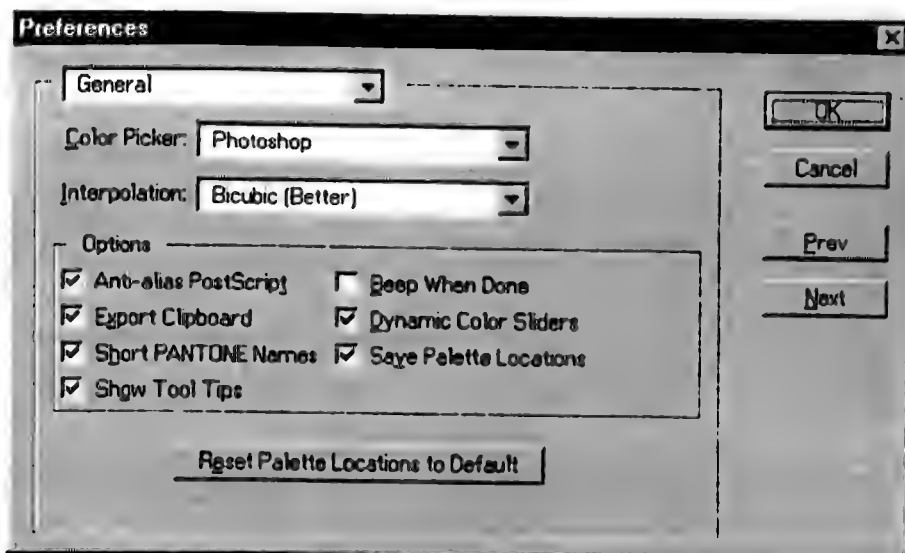 Preferences
General
Color Picker: Photoshop
Interpolation: Bicubic (Better)
Options
Anti-alias PostScript
Beep When Done
Export Clipboard
Dynamic Color Sliders
Short PANTONE Names
Save Palette Locations
Show Tool Tips
Reset Palette Locations to Default
OK
Cancel
Prev
Next